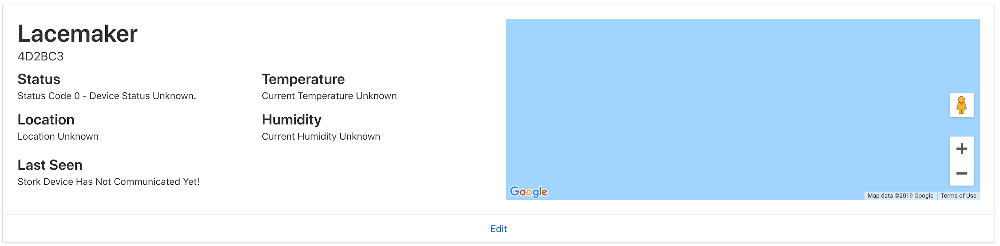 Lacemaker
4D2BC3
Status
Status Code 0 - Device Status Unknown.
Temperature
Current Temperature Unknown
Location
Location Unknown
Humidity
Current Humidity Unknown
Last Seen
Stork Device Has Not Communicated Yet!
Google
Map data ©2019 Google
Terms of Use
Edit